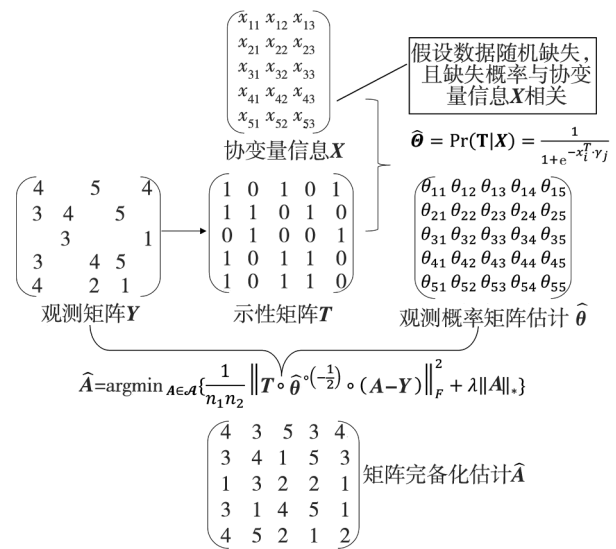 x₁₁ x₁₂ x₁₃
x₂₁ x₂₂ x₂₃
x₃₁ x₃₂ x₃₃
x₄₁ x₄₂ x₄₃
x₅₁ x₅₂ x₅₃
协变量信息X
假设数据随机缺失,
且缺失概率与协变
量信息X相关
Θ̂ = Pr(T|X) = 1/(1+e^(−xᵢᵀ·γⱼ))
4 5 4
3 4 5
3 1
3 4 5
4 2 1
观测矩阵Y
1 0 1 0 1
1 1 0 1 0
0 1 0 0 1
1 0 1 1 0
1 0 1 1 0
示性矩阵T
θ₁₁ θ₁₂ θ₁₃ θ₁₄ θ₁₅
θ₂₁ θ₂₂ θ₂₃ θ₂₄ θ₂₅
θ₃₁ θ₃₂ θ₃₃ θ₃₄ θ₃₅
θ₄₁ θ₄₂ θ₄₃ θ₄₄ θ₄₅
θ₅₁ θ₅₂ θ₅₃ θ₅₄ θ₅₅
观测概率矩阵估计 θ̂
Â=argmin_{A∈𝒜}{1/(n₁n₂) ‖T∘θ̂^{∘(−1/2)}∘(A−Y)‖²_F + λ‖A‖_*}
4 3 5 3 4
3 4 1 5 3
1 3 2 2 1
3 1 4 5 1
4 5 2 1 2
矩阵完备化估计Â